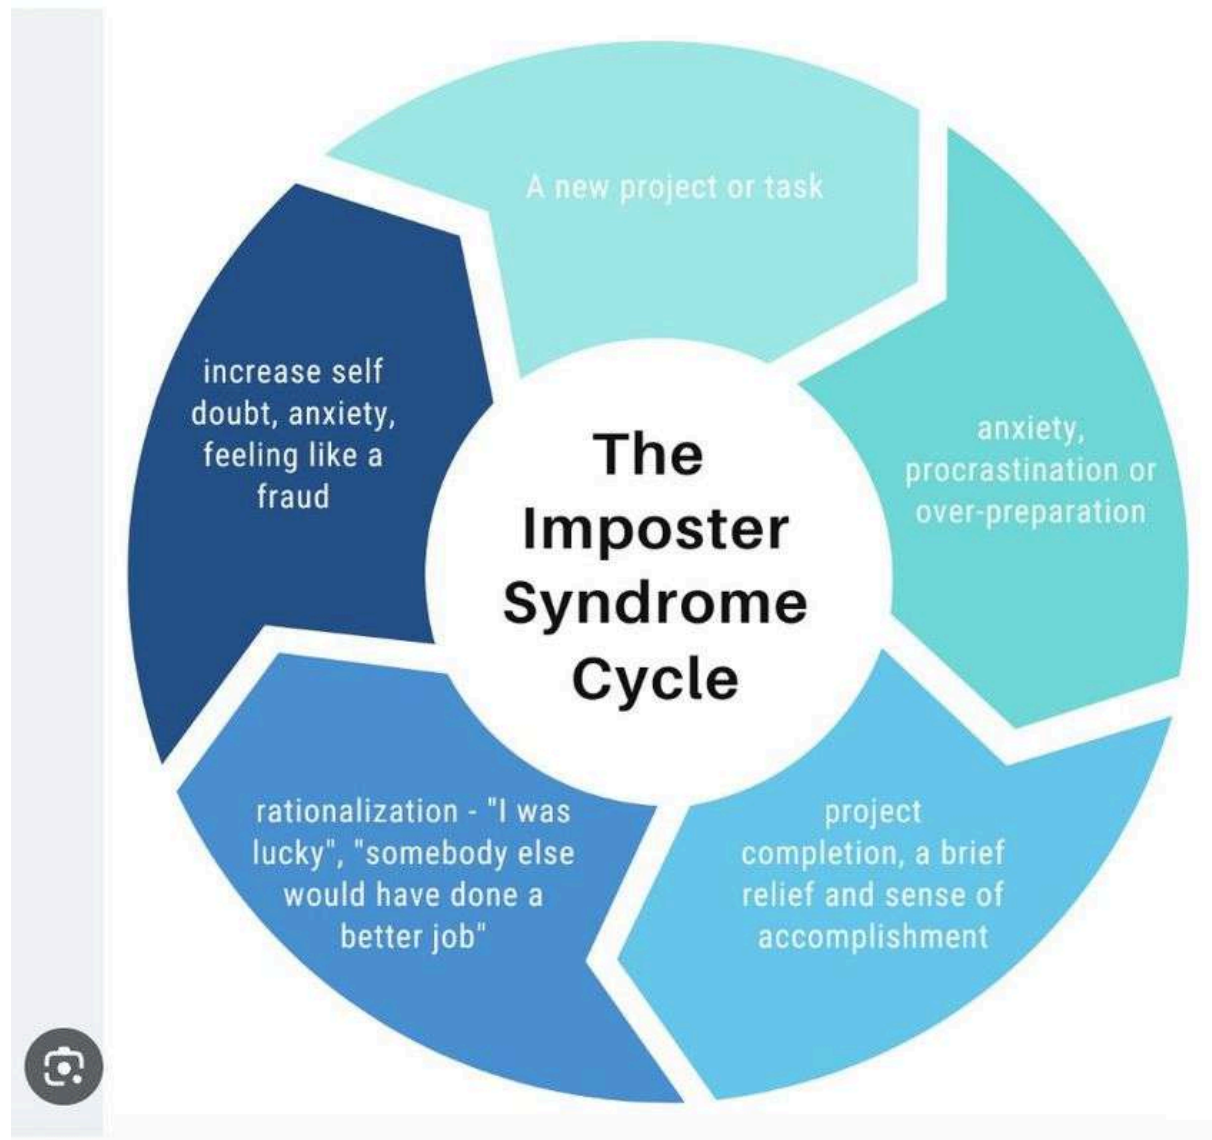 The
Imposter
Syndrome
Cycle
A new project or task
anxiety,
procrastination or
over-preparation
project
completion, a brief
relief and sense of
accomplishment
rationalization - "I was
lucky", "somebody else
would have done a
better job"
increase self
doubt, anxiety,
feeling like a
fraud